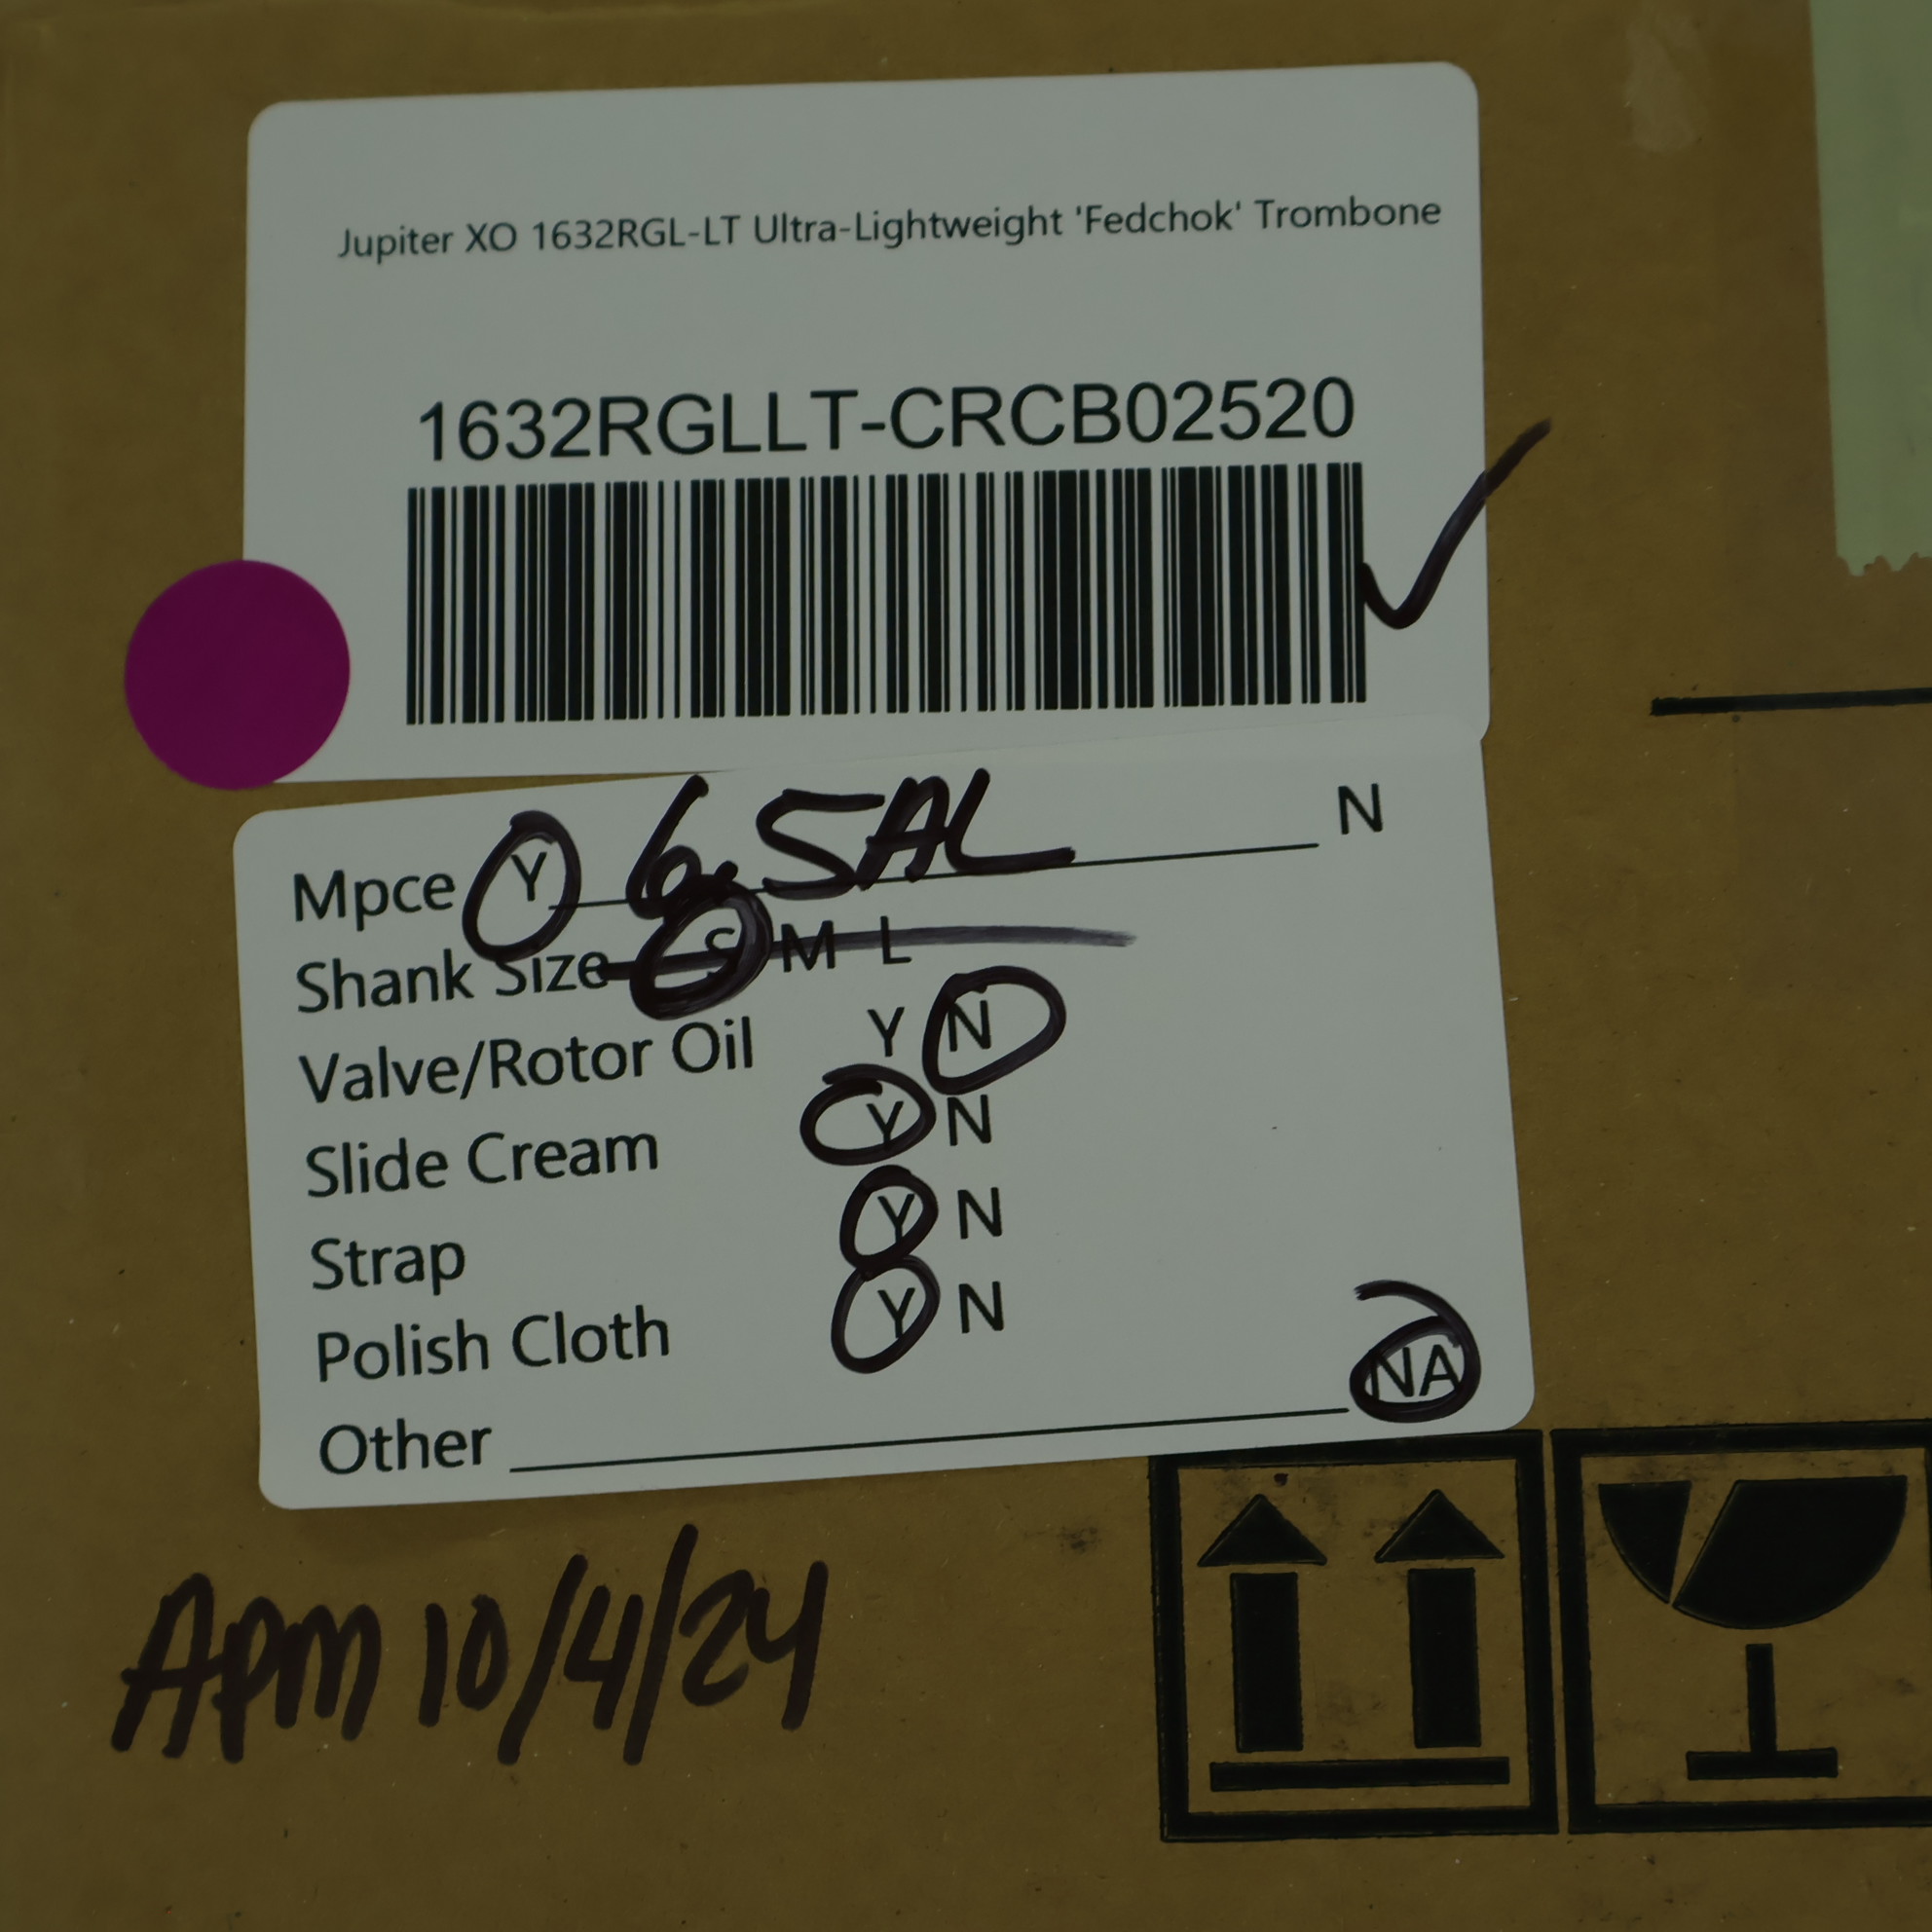 Jupiter XO 1632RGL-LT Ultra-Lightweight 'Fedchok' Trombone
1632RGLLT-CRCB02520
Mpce Y 6.5AL N
Shank Size S M L
Valve/Rotor Oil Y N
Slide Cream Y N
Strap Y N
Polish Cloth Y N
Other NA
APM 10/4/24